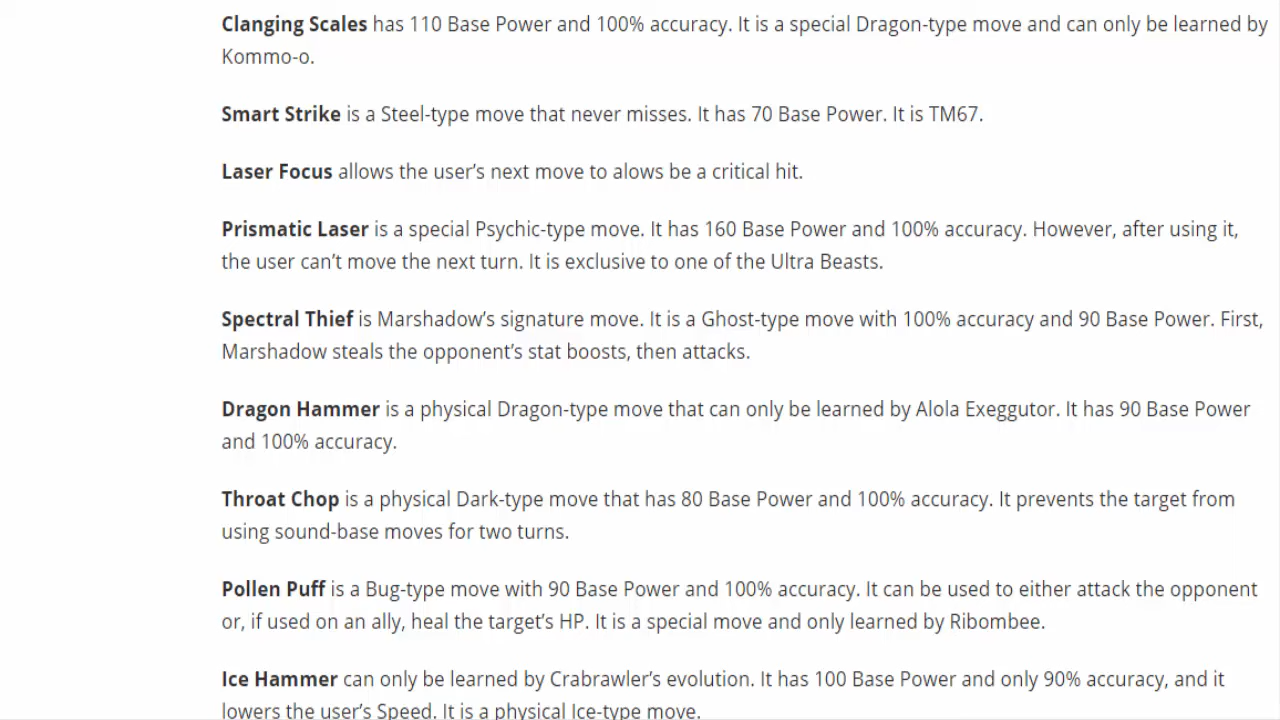 Clanging Scales has 110 Base Power and 100% accuracy. It is a special Dragon-type move and can only be learned by
Kommo-o.
Smart Strike is a Steel-type move that never misses. It has 70 Base Power. It is TM67.
Laser Focus allows the user's next move to alows be a critical hit.
Prismatic Laser is a special Psychic-type move. It has 160 Base Power and 100% accuracy. However, after using it,
the user can't move the next turn. It is exclusive to one of the Ultra Beasts.
Spectral Thief is Marshadow's signature move. It is a Ghost-type move with 100% accuracy and 90 Base Power. First,
Marshadow steals the opponent's stat boosts, then attacks.
Dragon Hammer is a physical Dragon-type move that can only be learned by Alola Exeggutor. It has 90 Base Power
and 100% accuracy.
Throat Chop is a physical Dark-type move that has 80 Base Power and 100% accuracy. It prevents the target from
using sound-base moves for two turns.
Pollen Puff is a Bug-type move with 90 Base Power and 100% accuracy. It can be used to either attack the opponent
or, if used on an ally, heal the target's HP. It is a special move and only learned by Ribombee.
Ice Hammer can only be learned by Crabrawler's evolution. It has 100 Base Power and only 90% accuracy, and it
lowers the user's Speed. It is a physical Ice-type move.